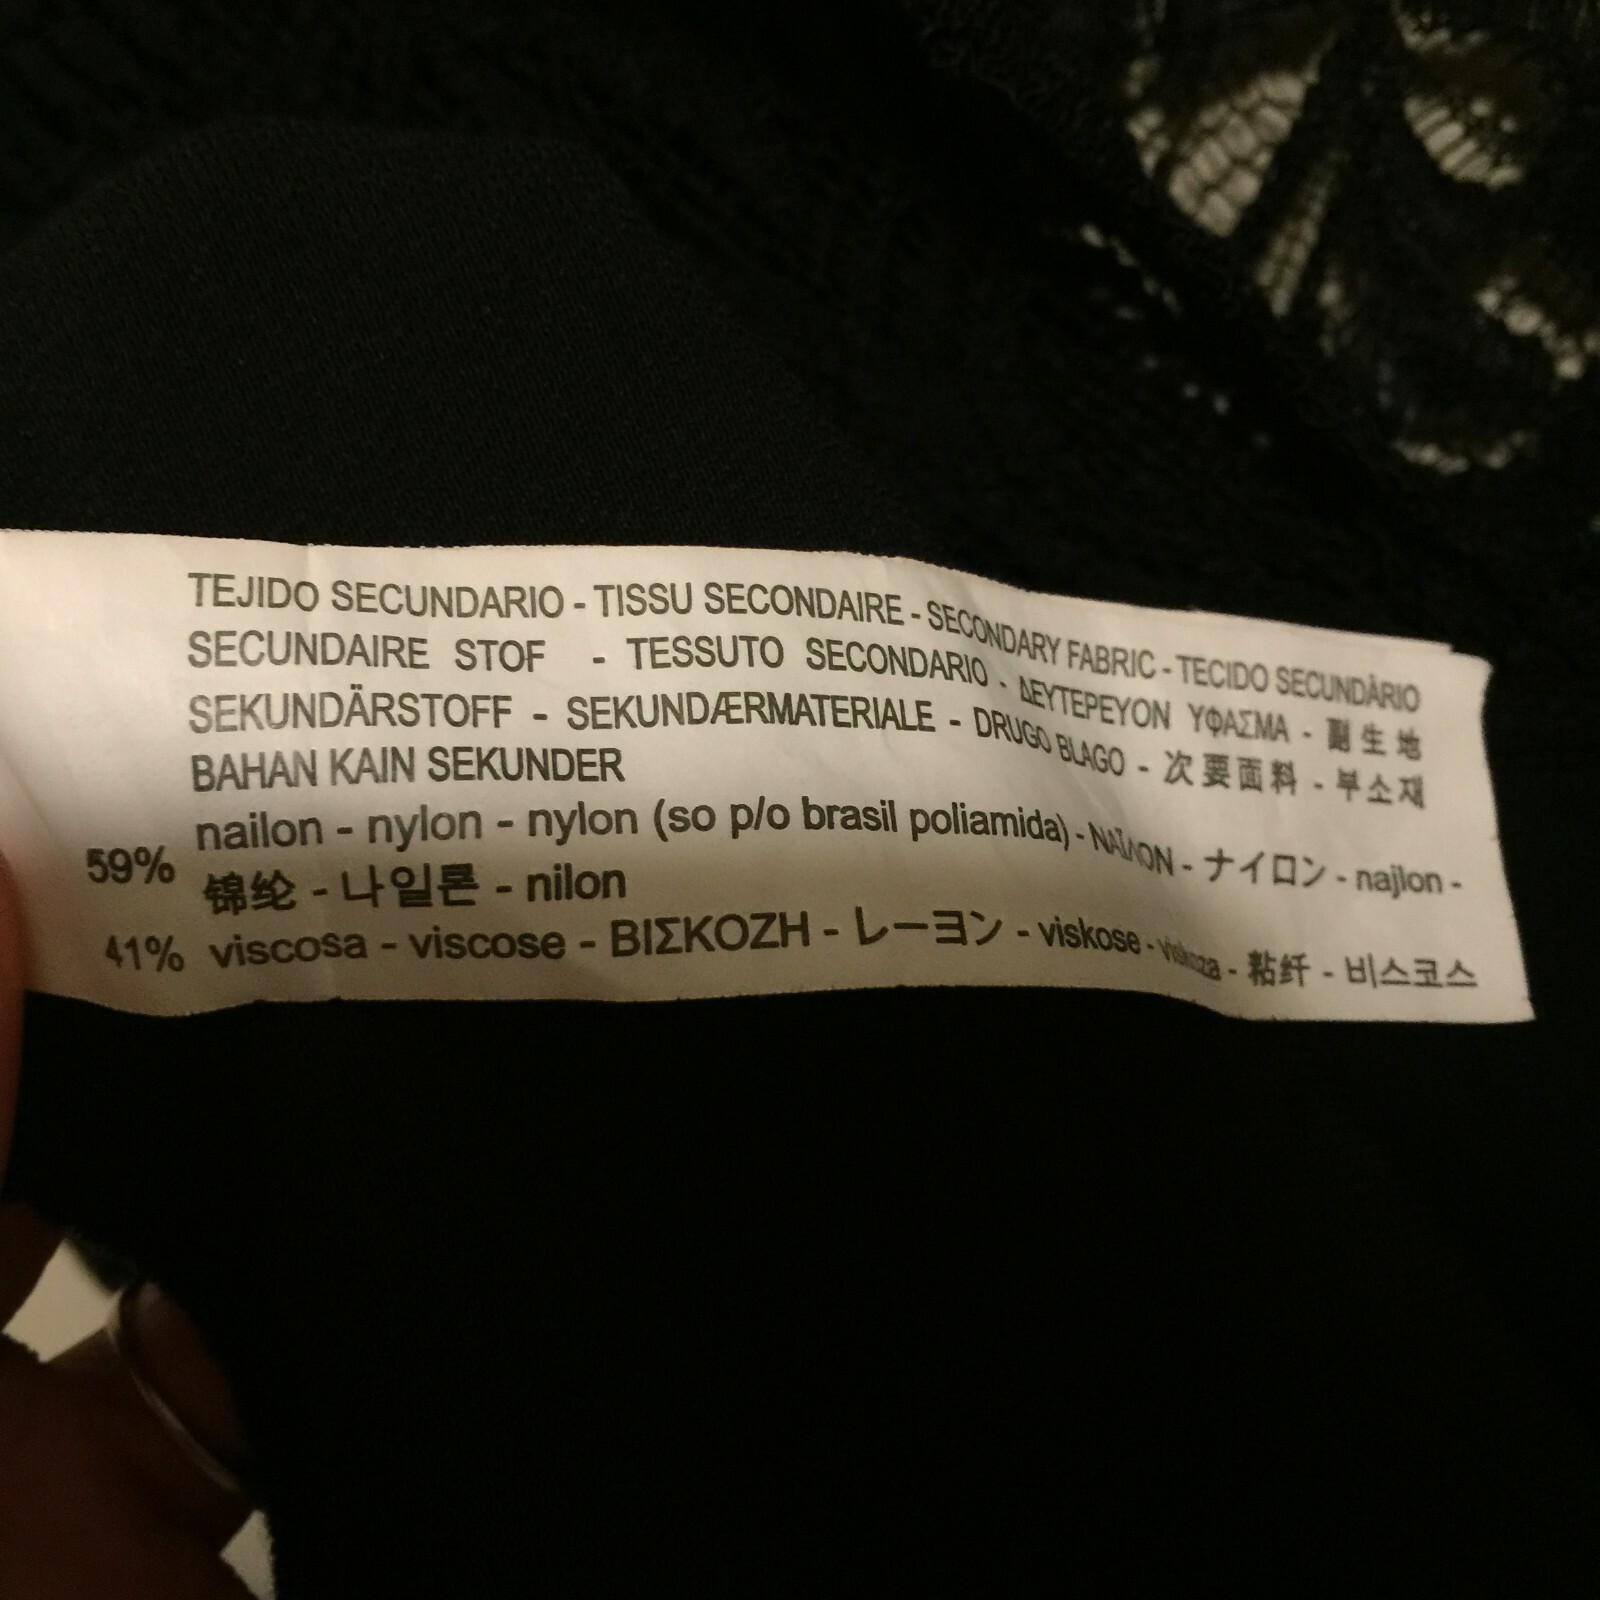 TEJIDO SECUNDARIO - TISSU SECONDAIRE - SECONDARY FABRIC - TECIDO SECUNDÀRIO
SECUNDAIRE STOF - TESSUTO SECONDARIO - ΔΕΥΤΕΡΕΥΟΝ ΥΦΑΣΜΑ - 副生地
SEKUNDÄRSTOFF - SEKUNDÆRMATERIALE - DRUGO BLAGO - 次要面料 - 부소재
BAHAN KAIN SEKUNDER
59% nailon - nylon - nylon (so p/o brasil poliamida) - ΝΑΪΛΟΝ - ナイロン - najlon -
锦纶 - 나일론 - nilon
41% viscosa - viscose - ΒΙΣΚΟΖΗ - レーヨン - viskose - viskoza - 粘纤 - 비스코스